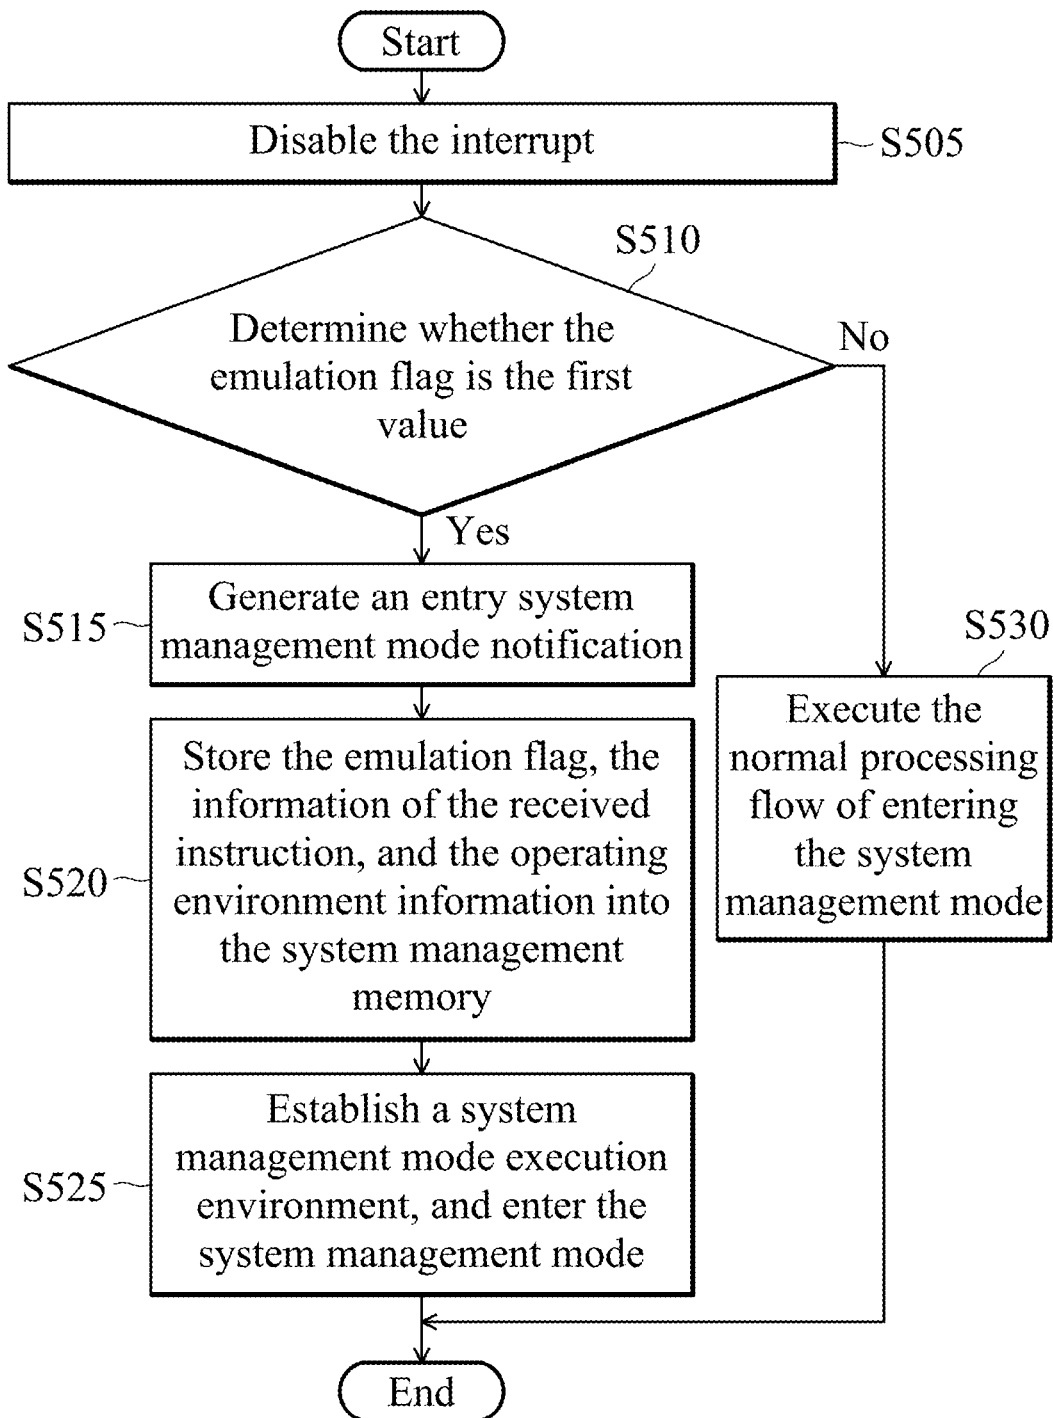 Start
Disable the interrupt
S505
S510
Determine whether the
emulation flag is the first
value
No
Yes
Generate an entry system
management mode notification
S515
S530
Execute the
normal processing
flow of entering
the system
management mode
Store the emulation flag, the
information of the received
instruction, and the operating
environment information into
the system management
memory
S520
Establish a system
management mode execution
environment, and enter the
system management mode
S525
End